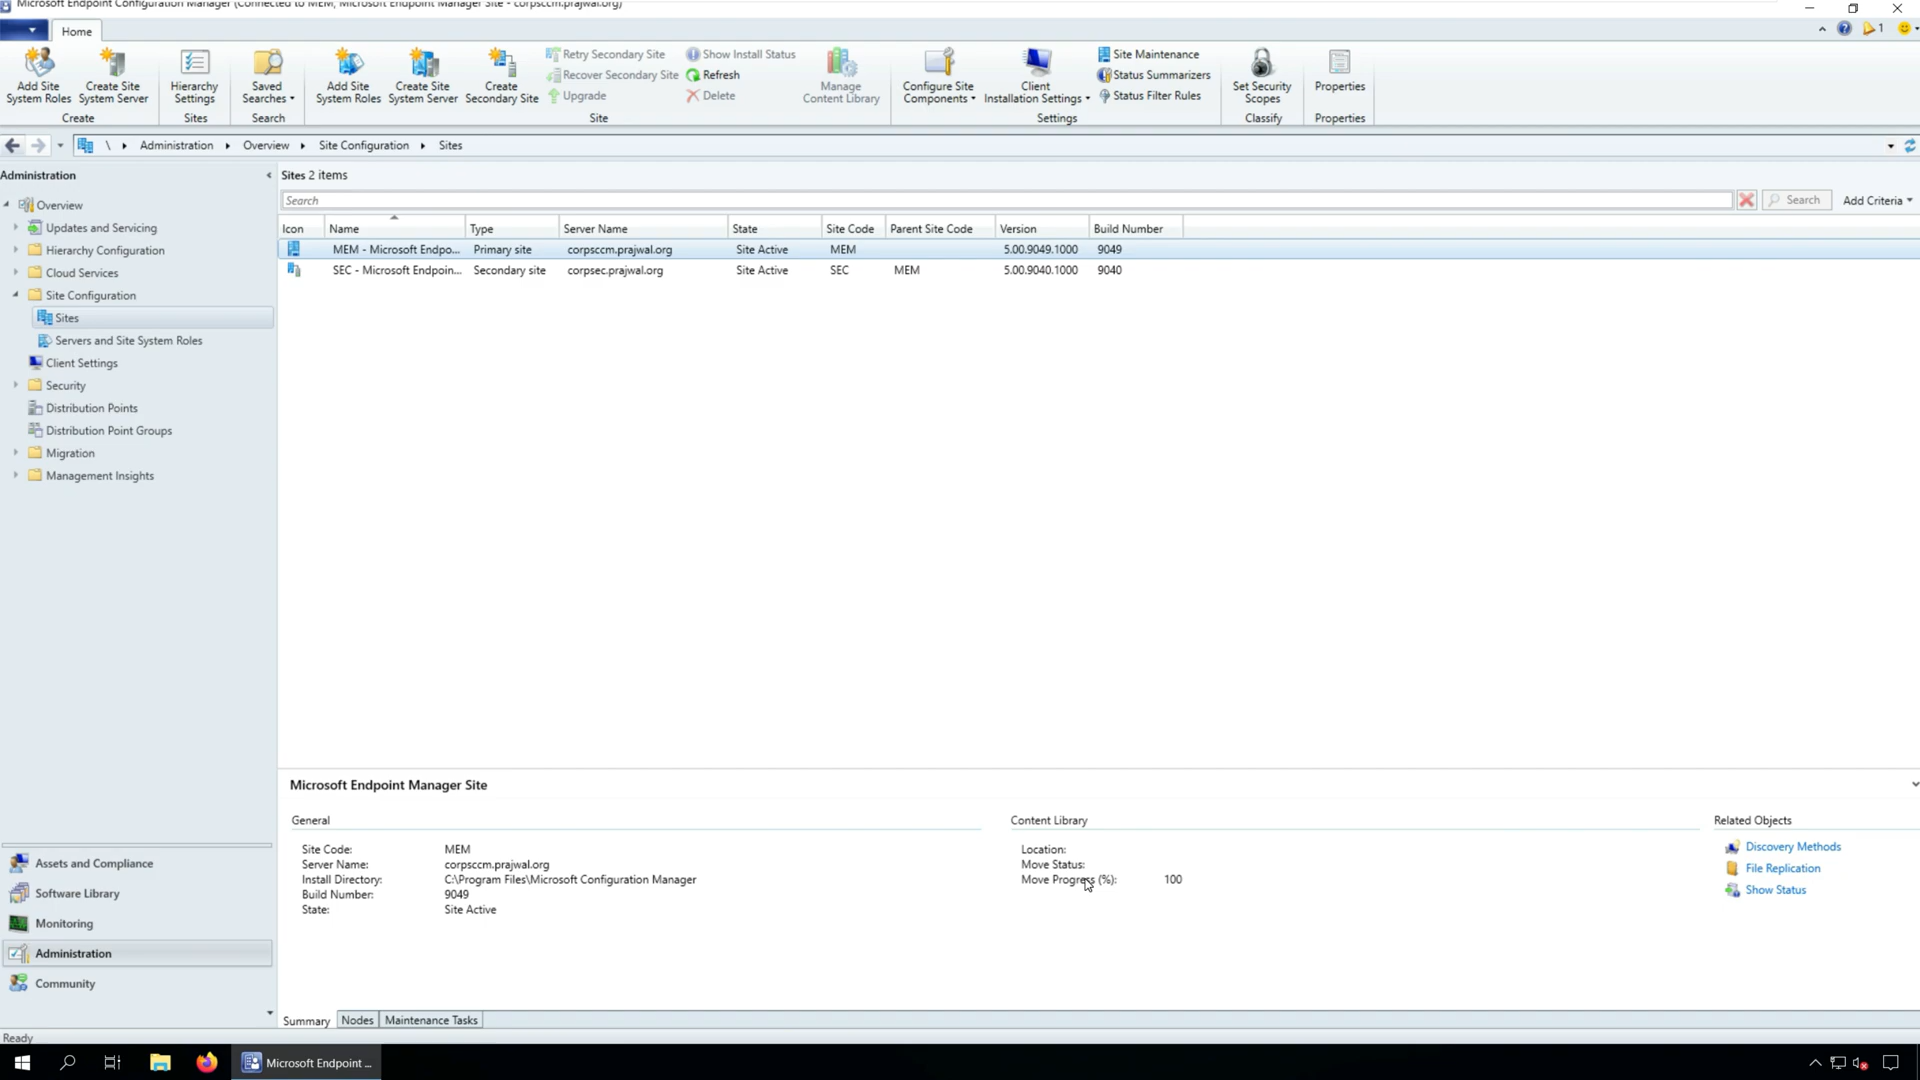 Microsoft Endpoint Configuration Manager (Connected to MEM, Microsoft Endpoint Manager Site - corpsccm.prajwal.org)
Home
1
Add Site System Roles
Create Site System Server
Create
Hierarchy Settings
Sites
Saved Searches
Search
Add Site System Roles
Create Site System Server
Create Secondary Site
Retry Secondary Site
Recover Secondary Site
Upgrade
Show Install Status
Refresh
Delete
Manage Content Library
Site
Configure Site Components
Client Installation Settings
Site Maintenance
Status Summarizers
Status Filter Rules
Settings
Set Security Scopes
Classify
Properties
Properties
\ Administration Overview Site Configuration Sites
Administration
Overview
Updates and Servicing
Hierarchy Configuration
Cloud Services
Site Configuration
Sites
Servers and Site System Roles
Client Settings
Security
Distribution Points
Distribution Point Groups
Migration
Management Insights
Assets and Compliance
Software Library
Monitoring
Administration
Community
Sites 2 items
Search Search Add Criteria
Icon Name Type Server Name State Site Code Parent Site Code Version Build Number
MEM - Microsoft Endpo... Primary site corpsccm.prajwal.org Site Active MEM 5.00.9049.1000 9049
SEC - Microsoft Endpoin... Secondary site corpsec.prajwal.org Site Active SEC MEM 5.00.9040.1000 9040
Microsoft Endpoint Manager Site
General
Site Code: MEM
Server Name: corpsccm.prajwal.org
Install Directory: C:\Program Files\Microsoft Configuration Manager
Build Number: 9049
State: Site Active
Content Library
Location:
Move Status:
Move Progress (%): 100
Related Objects
Discovery Methods
File Replication
Show Status
Summary Nodes Maintenance Tasks
Ready
Microsoft Endpoint ...